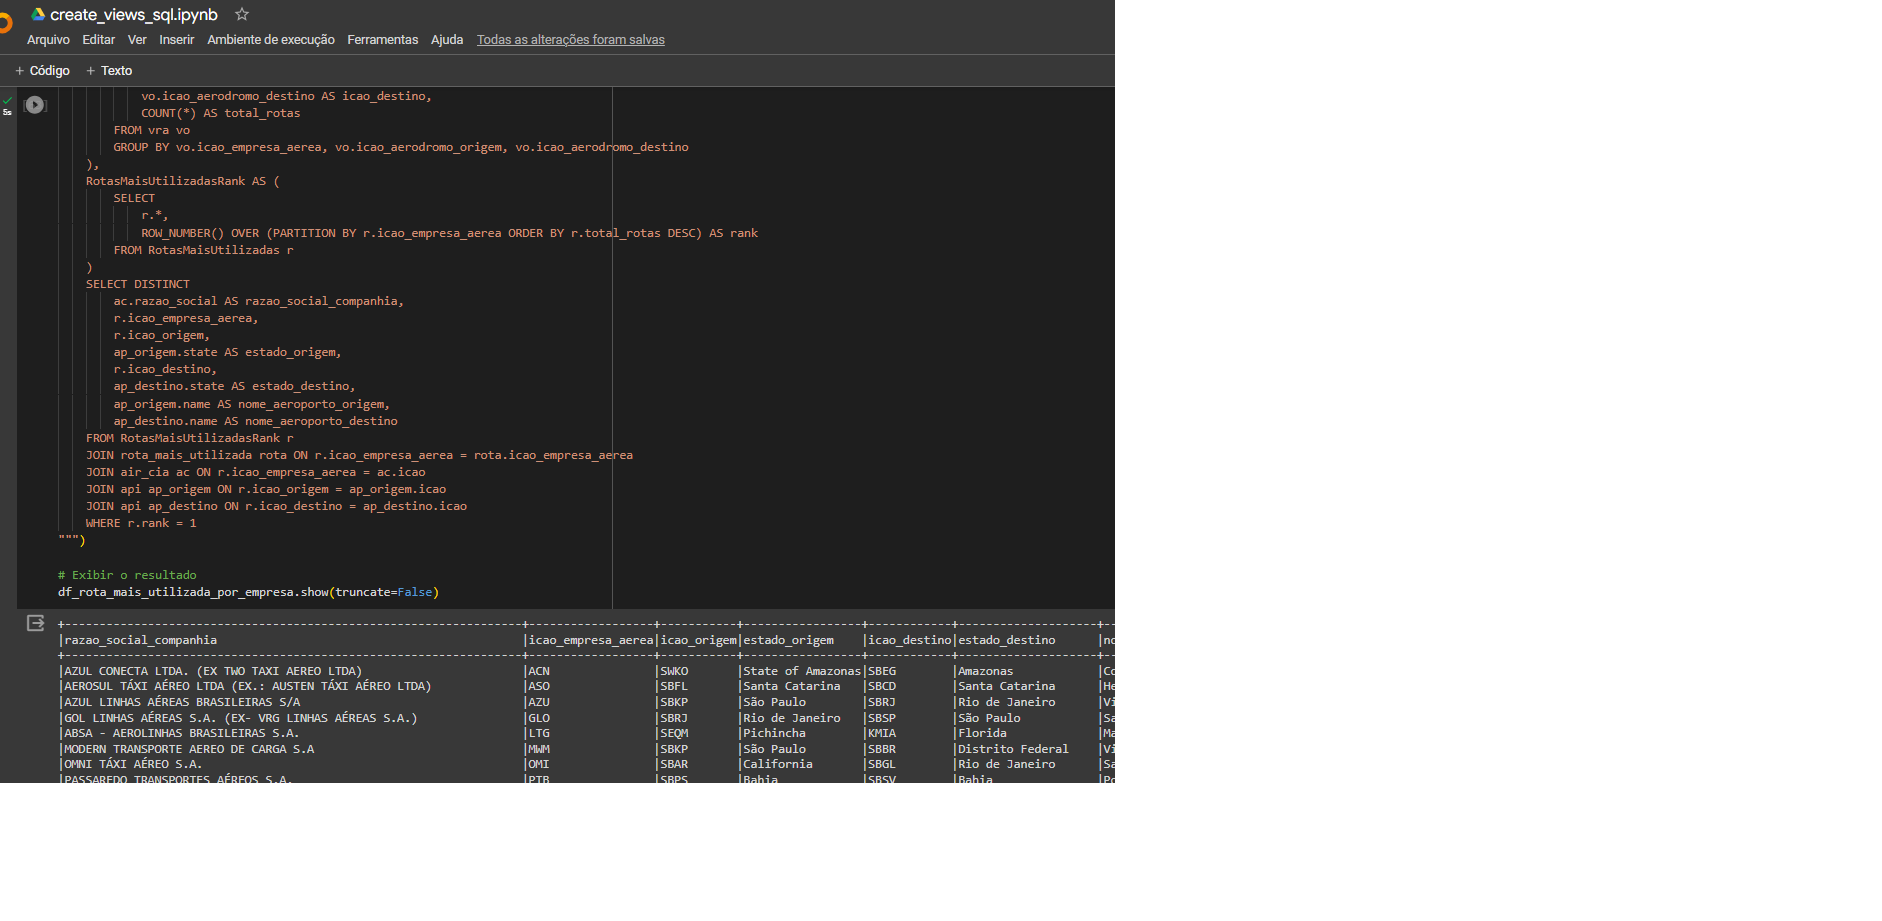 create_views_sql.ipynb
Arquivo Editar Ver Inserir Ambiente de execução Ferramentas Ajuda Todas as alterações foram salvas
+ Código + Texto
5s
vo.icao_aerodromo_destino AS icao_destino,
COUNT(*) AS total_rotas
FROM vra vo
GROUP BY vo.icao_empresa_aerea, vo.icao_aerodromo_origem, vo.icao_aerodromo_destino
),
RotasMaisUtilizadasRank AS (
SELECT
r.*,
ROW_NUMBER() OVER (PARTITION BY r.icao_empresa_aerea ORDER BY r.total_rotas DESC) AS rank
FROM RotasMaisUtilizadas r
)
SELECT DISTINCT
ac.razao_social AS razao_social_companhia,
r.icao_empresa_aerea,
r.icao_origem,
ap_origem.state AS estado_origem,
r.icao_destino,
ap_destino.state AS estado_destino,
ap_origem.name AS nome_aeroporto_origem,
ap_destino.name AS nome_aeroporto_destino
FROM RotasMaisUtilizadasRank r
JOIN rota_mais_utilizada rota ON r.icao_empresa_aerea = rota.icao_empresa_aerea
JOIN air_cia ac ON r.icao_empresa_aerea = ac.icao
JOIN api ap_origem ON r.icao_origem = ap_origem.icao
JOIN api ap_destino ON r.icao_destino = ap_destino.icao
WHERE r.rank = 1
""")
# Exibir o resultado
df_rota_mais_utilizada_por_empresa.show(truncate=False)
|razao_social_companhia |icao_empresa_aerea|icao_origem|estado_origem |icao_destino|estado_destino |no
|AZUL CONECTA LTDA. (EX TWO TAXI AEREO LTDA) |ACN |SWKO |State of Amazonas|SBEG |Amazonas |Co
|AEROSUL TÁXI AÉREO LTDA (EX.: AUSTEN TÁXI AÉREO LTDA) |ASO |SBFL |Santa Catarina |SBCD |Santa Catarina |He
|AZUL LINHAS AÉREAS BRASILEIRAS S/A |AZU |SBKP |São Paulo |SBRJ |Rio de Janeiro |Vi
|GOL LINHAS AÉREAS S.A. (EX- VRG LINHAS AÉREAS S.A.) |GLO |SBRJ |Rio de Janeiro |SBSP |São Paulo |Sa
|ABSA - AEROLINHAS BRASILEIRAS S.A. |LTG |SEQM |Pichincha |KMIA |Florida |Ma
|MODERN TRANSPORTE AEREO DE CARGA S.A |MWM |SBKP |São Paulo |SBBR |Distrito Federal |Vi
|OMNI TÁXI AÉREO S.A. |OMI |SBAR |California |SBGL |Rio de Janeiro |Sa
|PASSAREDO TRANSPORTES AÉREOS S.A. |PTB |SBPS |Bahia |SBSV |Bahia |Po